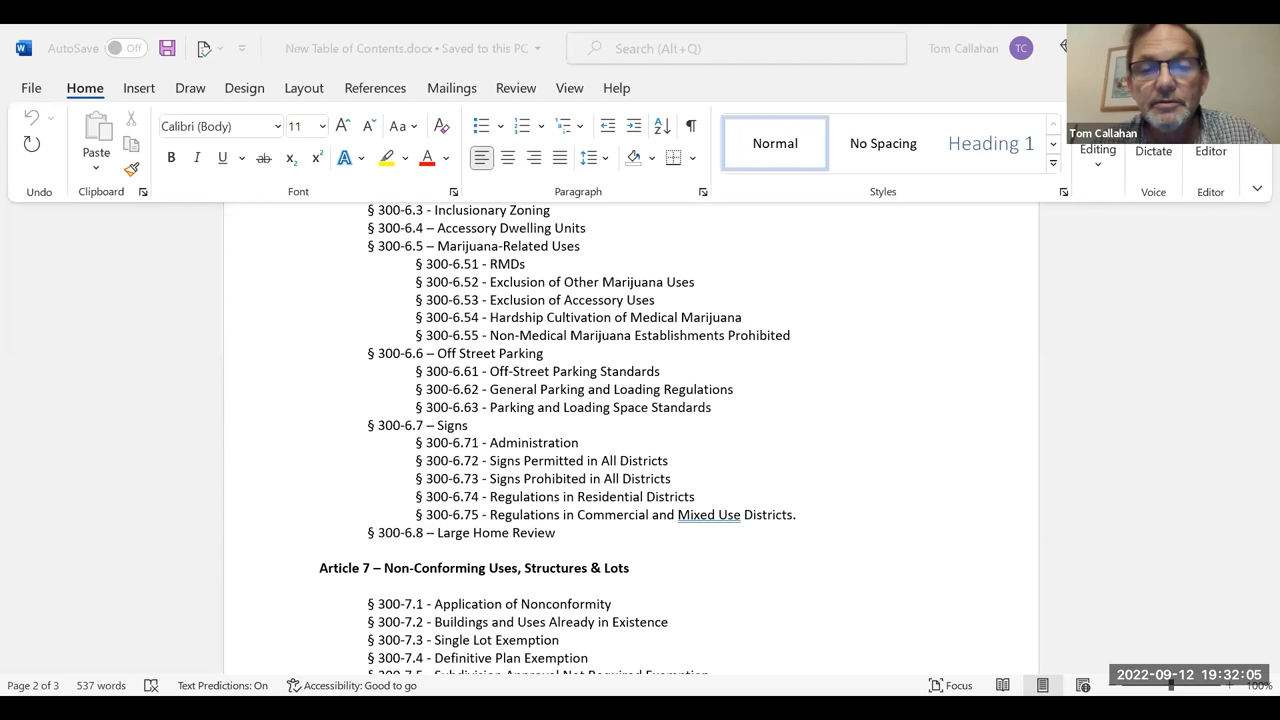 AutoSave Off New Table of Contents.docx • Saved to this PC Search (Alt+Q) Tom Callahan TC
File Home Insert Draw Design Layout References Mailings Review View Help
Tom Callahan
Calibri (Body) 11 Aa
Paste
Normal No Spacing Heading 1
Editing Dictate Editor
Undo Clipboard Font Paragraph Styles Voice Editor
§ 300-6.3 - Inclusionary Zoning
§ 300-6.4 – Accessory Dwelling Units
§ 300-6.5 – Marijuana-Related Uses
§ 300-6.51 - RMDs
§ 300-6.52 - Exclusion of Other Marijuana Uses
§ 300-6.53 - Exclusion of Accessory Uses
§ 300-6.54 - Hardship Cultivation of Medical Marijuana
§ 300-6.55 - Non-Medical Marijuana Establishments Prohibited
§ 300-6.6 – Off Street Parking
§ 300-6.61 - Off-Street Parking Standards
§ 300-6.62 - General Parking and Loading Regulations
§ 300-6.63 - Parking and Loading Space Standards
§ 300-6.7 – Signs
§ 300-6.71 - Administration
§ 300-6.72 - Signs Permitted in All Districts
§ 300-6.73 - Signs Prohibited in All Districts
§ 300-6.74 - Regulations in Residential Districts
§ 300-6.75 - Regulations in Commercial and Mixed Use Districts.
§ 300-6.8 – Large Home Review
Article 7 – Non-Conforming Uses, Structures & Lots
§ 300-7.1 - Application of Nonconformity
§ 300-7.2 - Buildings and Uses Already in Existence
§ 300-7.3 - Single Lot Exemption
§ 300-7.4 - Definitive Plan Exemption
§ 300-7.5 - Subdivision Approval Not Required Exemption
2022-09-12 19:32:05
Page 2 of 3 537 words Text Predictions: On Accessibility: Good to go Focus 100%